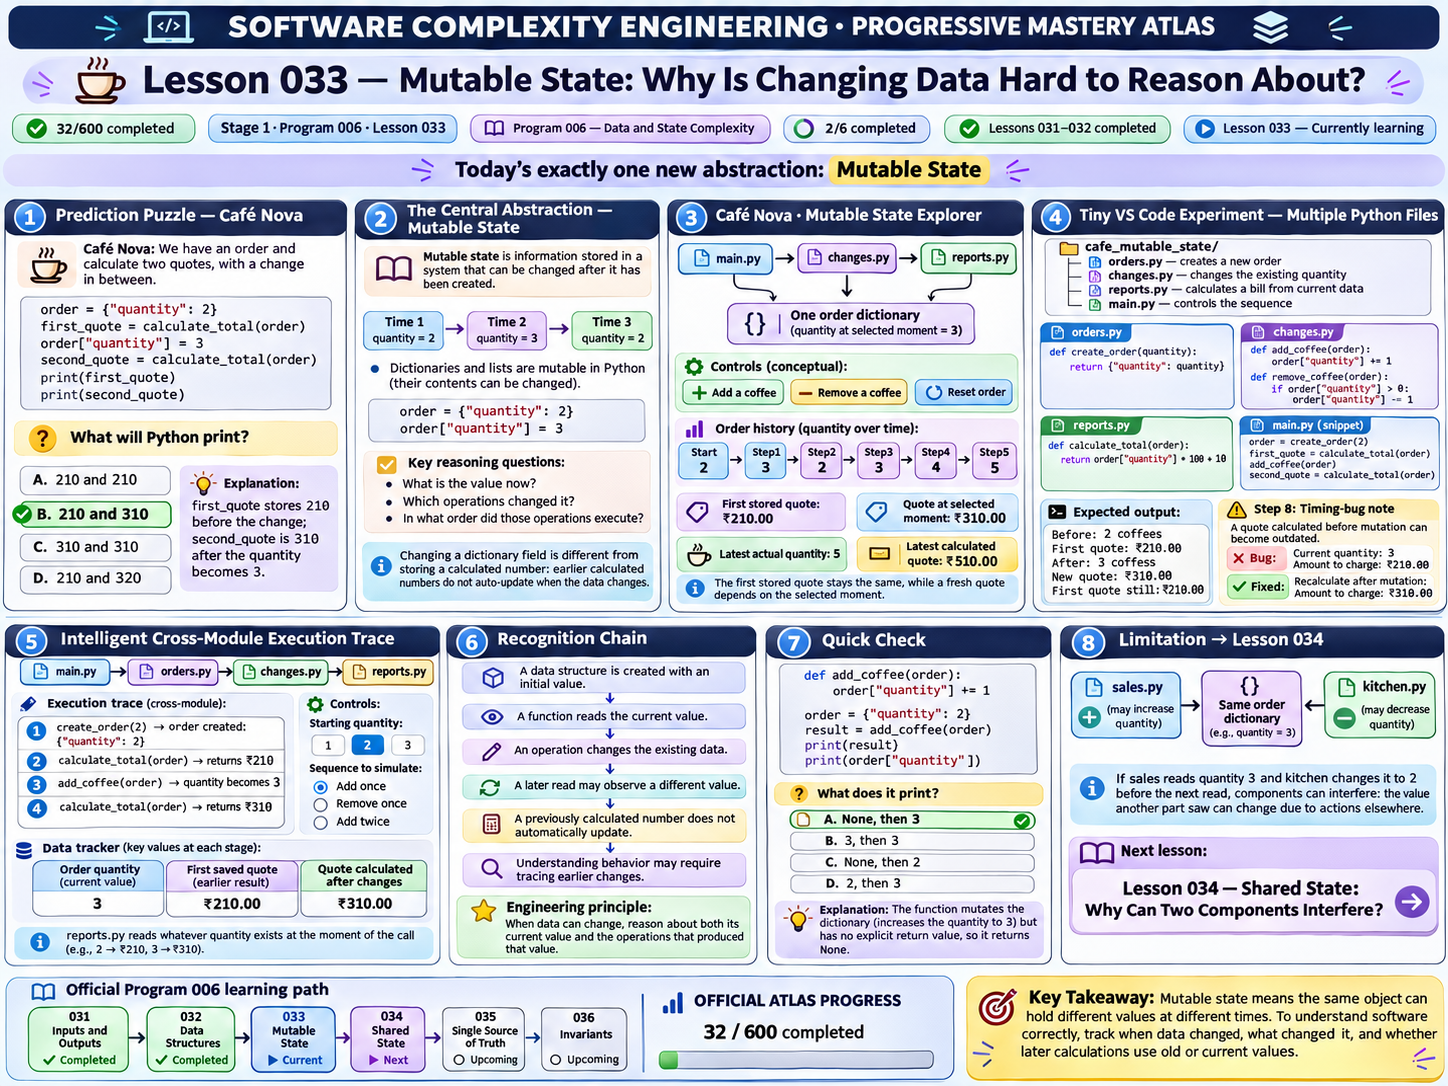 SOFTWARE COMPLEXITY ENGINEERING · PROGRESSIVE MASTERY ATLAS
Lesson 033 — Mutable State: Why Is Changing Data Hard to Reason About?
32/600 completed
Stage 1 · Program 006 · Lesson 033
Program 006 — Data and State Complexity
2/6 completed
Lessons 031–032 completed
Lesson 033 — Currently learning
Today's exactly one new abstraction: Mutable State
1 Prediction Puzzle — Café Nova
Café Nova: We have an order and
calculate two quotes, with a change
in between.
order = {"quantity": 2}
first_quote = calculate_total(order)
order["quantity"] = 3
second_quote = calculate_total(order)
print(first_quote)
print(second_quote)
? What will Python print?
A. 210 and 210
B. 210 and 310
C. 310 and 310
D. 210 and 320
Explanation:
first_quote stores 210
before the change;
second_quote is 310
after the quantity
becomes 3.
2 The Central Abstraction —
Mutable State
Mutable state is information stored in a
system that can be changed after it has
been created.
Time 1
quantity = 2
Time 2
quantity = 3
Time 3
quantity = 2
• Dictionaries and lists are mutable in Python
(their contents can be changed).
order = {"quantity": 2}
order["quantity"] = 3
Key reasoning questions:
• What is the value now?
• Which operations changed it?
• In what order did those operations execute?
Changing a dictionary field is different from
storing a calculated number: earlier calculated
numbers do not auto-update when the data changes.
3 Café Nova · Mutable State Explorer
main.py
changes.py
reports.py
{} One order dictionary
(quantity at selected moment = 3)
Controls (conceptual):
Add a coffee
Remove a coffee
Reset order
Order history (quantity over time):
Start
2
Step1
3
Step2
2
Step3
3
Step4
4
Step5
5
First stored quote:
₹210.00
Quote at selected
moment: ₹310.00
Latest actual quantity: 5
Latest calculated
quote: ₹510.00
The first stored quote stays the same, while a fresh quote
depends on the selected moment.
4 Tiny VS Code Experiment — Multiple Python Files
cafe_mutable_state/
orders.py — creates a new order
changes.py — changes the existing quantity
reports.py — calculates a bill from current data
main.py — controls the sequence
orders.py
def create_order(quantity):
return {"quantity": quantity}
changes.py
def add_coffee(order):
order["quantity"] += 1
def remove_coffee(order):
if order["quantity"] > 0:
order["quantity"] -= 1
reports.py
def calculate_total(order):
return order["quantity"] * 100 + 10
main.py (snippet)
order = create_order(2)
first_quote = calculate_total(order)
add_coffee(order)
second_quote = calculate_total(order)
Expected output:
Before: 2 coffees
First quote: ₹210.00
After: 3 coffess
New quote: ₹310.00
First quote still: ₹210.00
Step 8: Timing-bug note
A quote calculated before mutation can
become outdated.
Bug:
Current quantity: 3
Amount to charge: ₹210.00
Fixed:
Recalculate after mutation:
Amount to charge: ₹310.00
5 Intelligent Cross-Module Execution Trace
main.py
orders.py
changes.py
reports.py
Execution trace (cross-module):
1 create_order(2) → order created:
{"quantity": 2}
2 calculate_total(order) → returns ₹210
3 add_coffee(order) → quantity becomes 3
4 calculate_total(order) → returns ₹310
Controls:
Starting quantity:
1 2 3
Sequence to simulate:
Add once
Remove once
Add twice
Data tracker (key values at each stage):
Order quantity
(current value)
3
First saved quote
(earlier result)
₹210.00
Quote calculated
after changes
₹310.00
reports.py reads whatever quantity exists at the moment of the call
(e.g., 2 → ₹210, 3 → ₹310).
6 Recognition Chain
A data structure is created with an
initial value.
A function reads the current value.
An operation changes the existing data.
A later read may observe a different value.
A previously calculated number does not
automatically update.
Understanding behavior may require
tracing earlier changes.
Engineering principle:
When data can change, reason about both its
current value and the operations that produced
that value.
7 Quick Check
def add_coffee(order):
order["quantity"] += 1
order = {"quantity": 2}
result = add_coffee(order)
print(result)
print(order["quantity"])
? What does it print?
A. None, then 3
B. 3, then 3
C. None, then 2
D. 2, then 3
Explanation: The function mutates the
dictionary (increases the quantity to 3) but
has no explicit return value, so it returns
None.
8 Limitation → Lesson 034
sales.py
(may increase
quantity)
{}
Same order
dictionary
(e.g., quantity = 3)
kitchen.py
(may decrease
quantity)
If sales reads quantity 3 and kitchen changes it to 2
before the next read, components can interfere: the value
another part saw can change due to actions elsewhere.
Next lesson:
Lesson 034 — Shared State:
Why Can Two Components Interfere?
Official Program 006 learning path
031
Inputs and
Outputs
Completed
032
Data
Structures
Completed
033
Mutable
State
Current
034
Shared
State
Next
035
Single Source
of Truth
Upcoming
036
Invariants
Upcoming
OFFICIAL ATLAS PROGRESS
32 / 600 completed
Key Takeaway: Mutable state means the same object can
hold different values at different times. To understand software
correctly, track when data changed, what changed it, and whether
later calculations use old or current values.